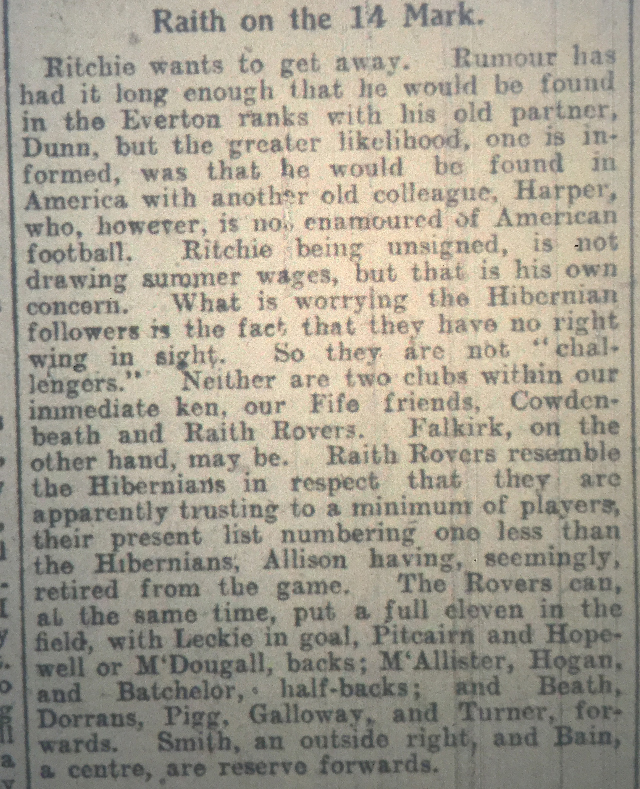 Raith on the 14 Mark.
Ritchie wants to get away. Rumour has
had it long enough that he would be found
in the Everton ranks with his old partner,
Dunn, but the greater likelihood, one is in-
formed, was that he would be found in
America with another old colleague, Harper,
who, however, is not enamoured of American
football. Ritchie being unsigned, is not
drawing summer wages, but that is his own
concern. What is worrying the Hibernian
followers is the fact that they have no right
wing in sight. So they are not "chal-
lengers." Neither are two clubs within our
immediate ken, our Fife friends, Cowden-
beath and Raith Rovers. Falkirk, on the
other hand, may be. Raith Rovers resemble
the Hibernians in respect that they are
apparently trusting to a minimum of players,
their present list numbering one less than
the Hibernians, Allison having, seemingly,
retired from the game. The Rovers can,
at the same time, put a full eleven in the
field, with Leckie in goal, Pitcairn and Hope-
well or M'Dougall, backs; M'Allister, Hogan,
and Batchelor, half-backs; and Beath,
Dorrans, Pigg, Galloway, and Turner, for-
wards. Smith, an outside right, and Bain,
a centre, are reserve forwards.